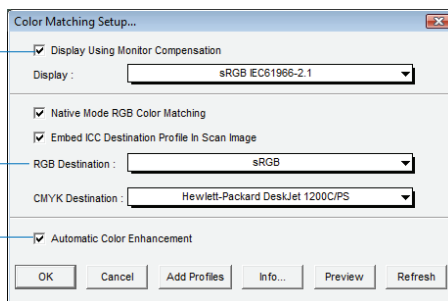 Color Matching Setup...
Display Using Monitor Compensation
Display : sRGB IEC61966-2.1
Native Mode RGB Color Matching
Embed ICC Destination Profile In Scan Image
RGB Destination : sRGB
CMYK Destination : Hewlett-Packard DeskJet 1200C/PS
Automatic Color Enhancement
OK Cancel Add Profiles Info... Preview Refresh